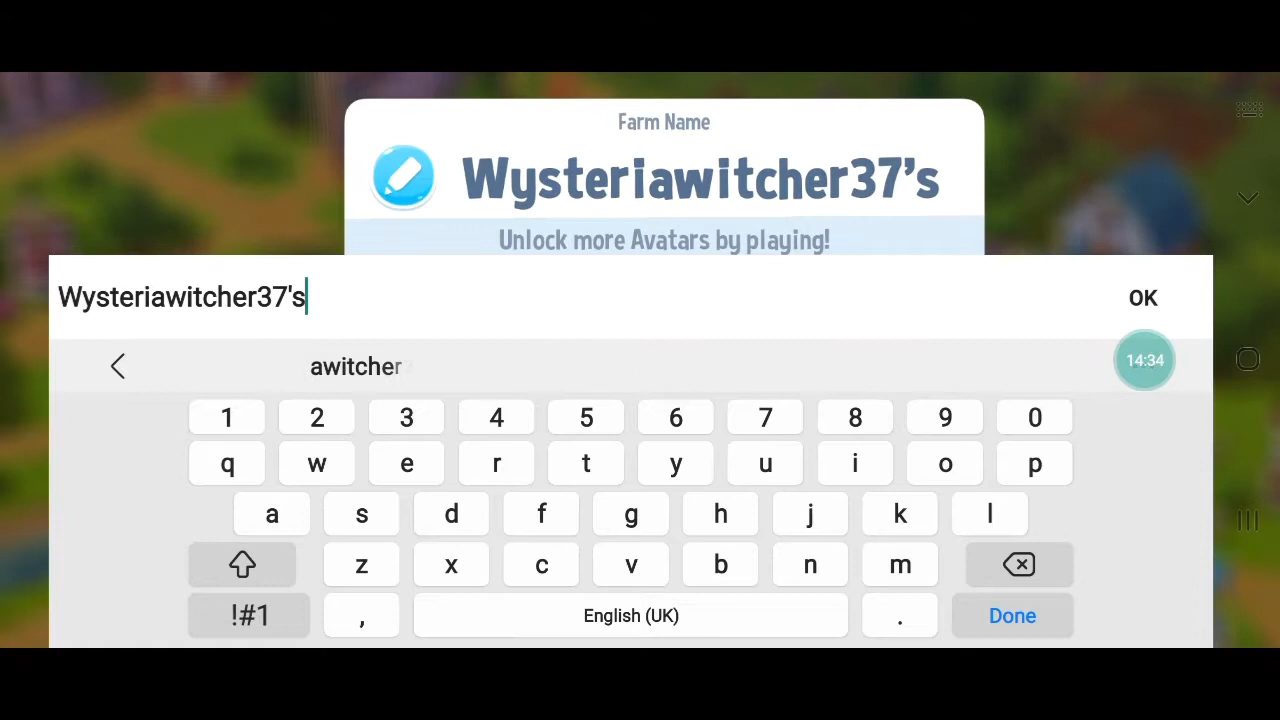 Farm Name
Wysteriawitcher37's
Unlock more Avatars by playing!
Wysteriawitcher37's
OK
awitcher
14:34
1 2 3 4 5 6 7 8 9 0
q w e r t y u i o p
a s d f g h j k l
z x c v b n m
!#1 , English (UK) . Done